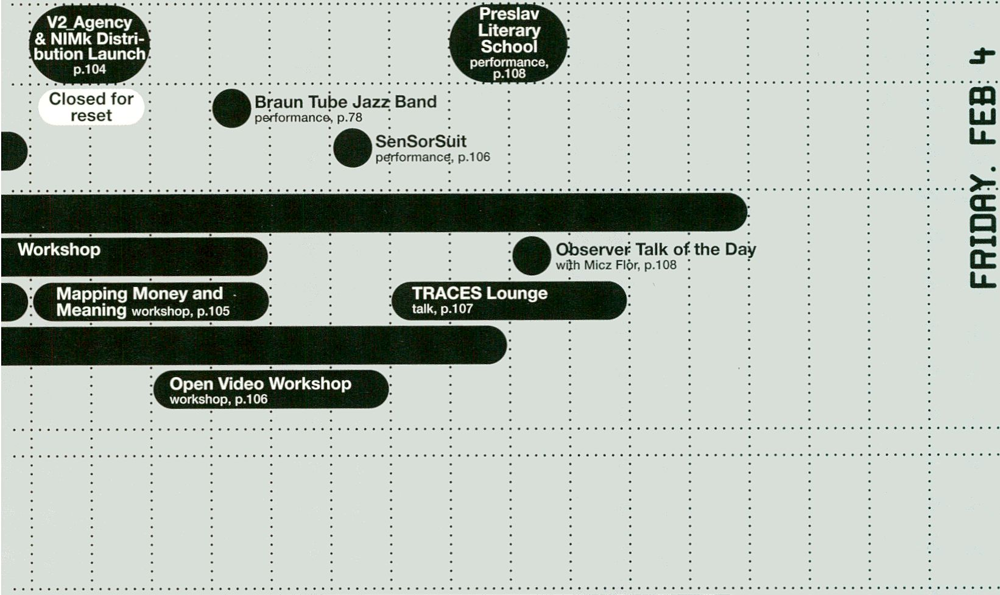 V2_Agency
& NIMk Distri-
bution Launch
p.104
Preslav
Literary
School
performance,
p.108
Closed for
reset
Braun Tube Jazz Band
performance, p.78
SenSorSuit
performance, p.106
Workshop
Observer Talk of the Day
with Micz Flor, p.108
Mapping Money and
Meaning workshop, p.105
TRACES Lounge
talk, p.107
Open Video Workshop
workshop, p.106
FRIDAY. FEB 4